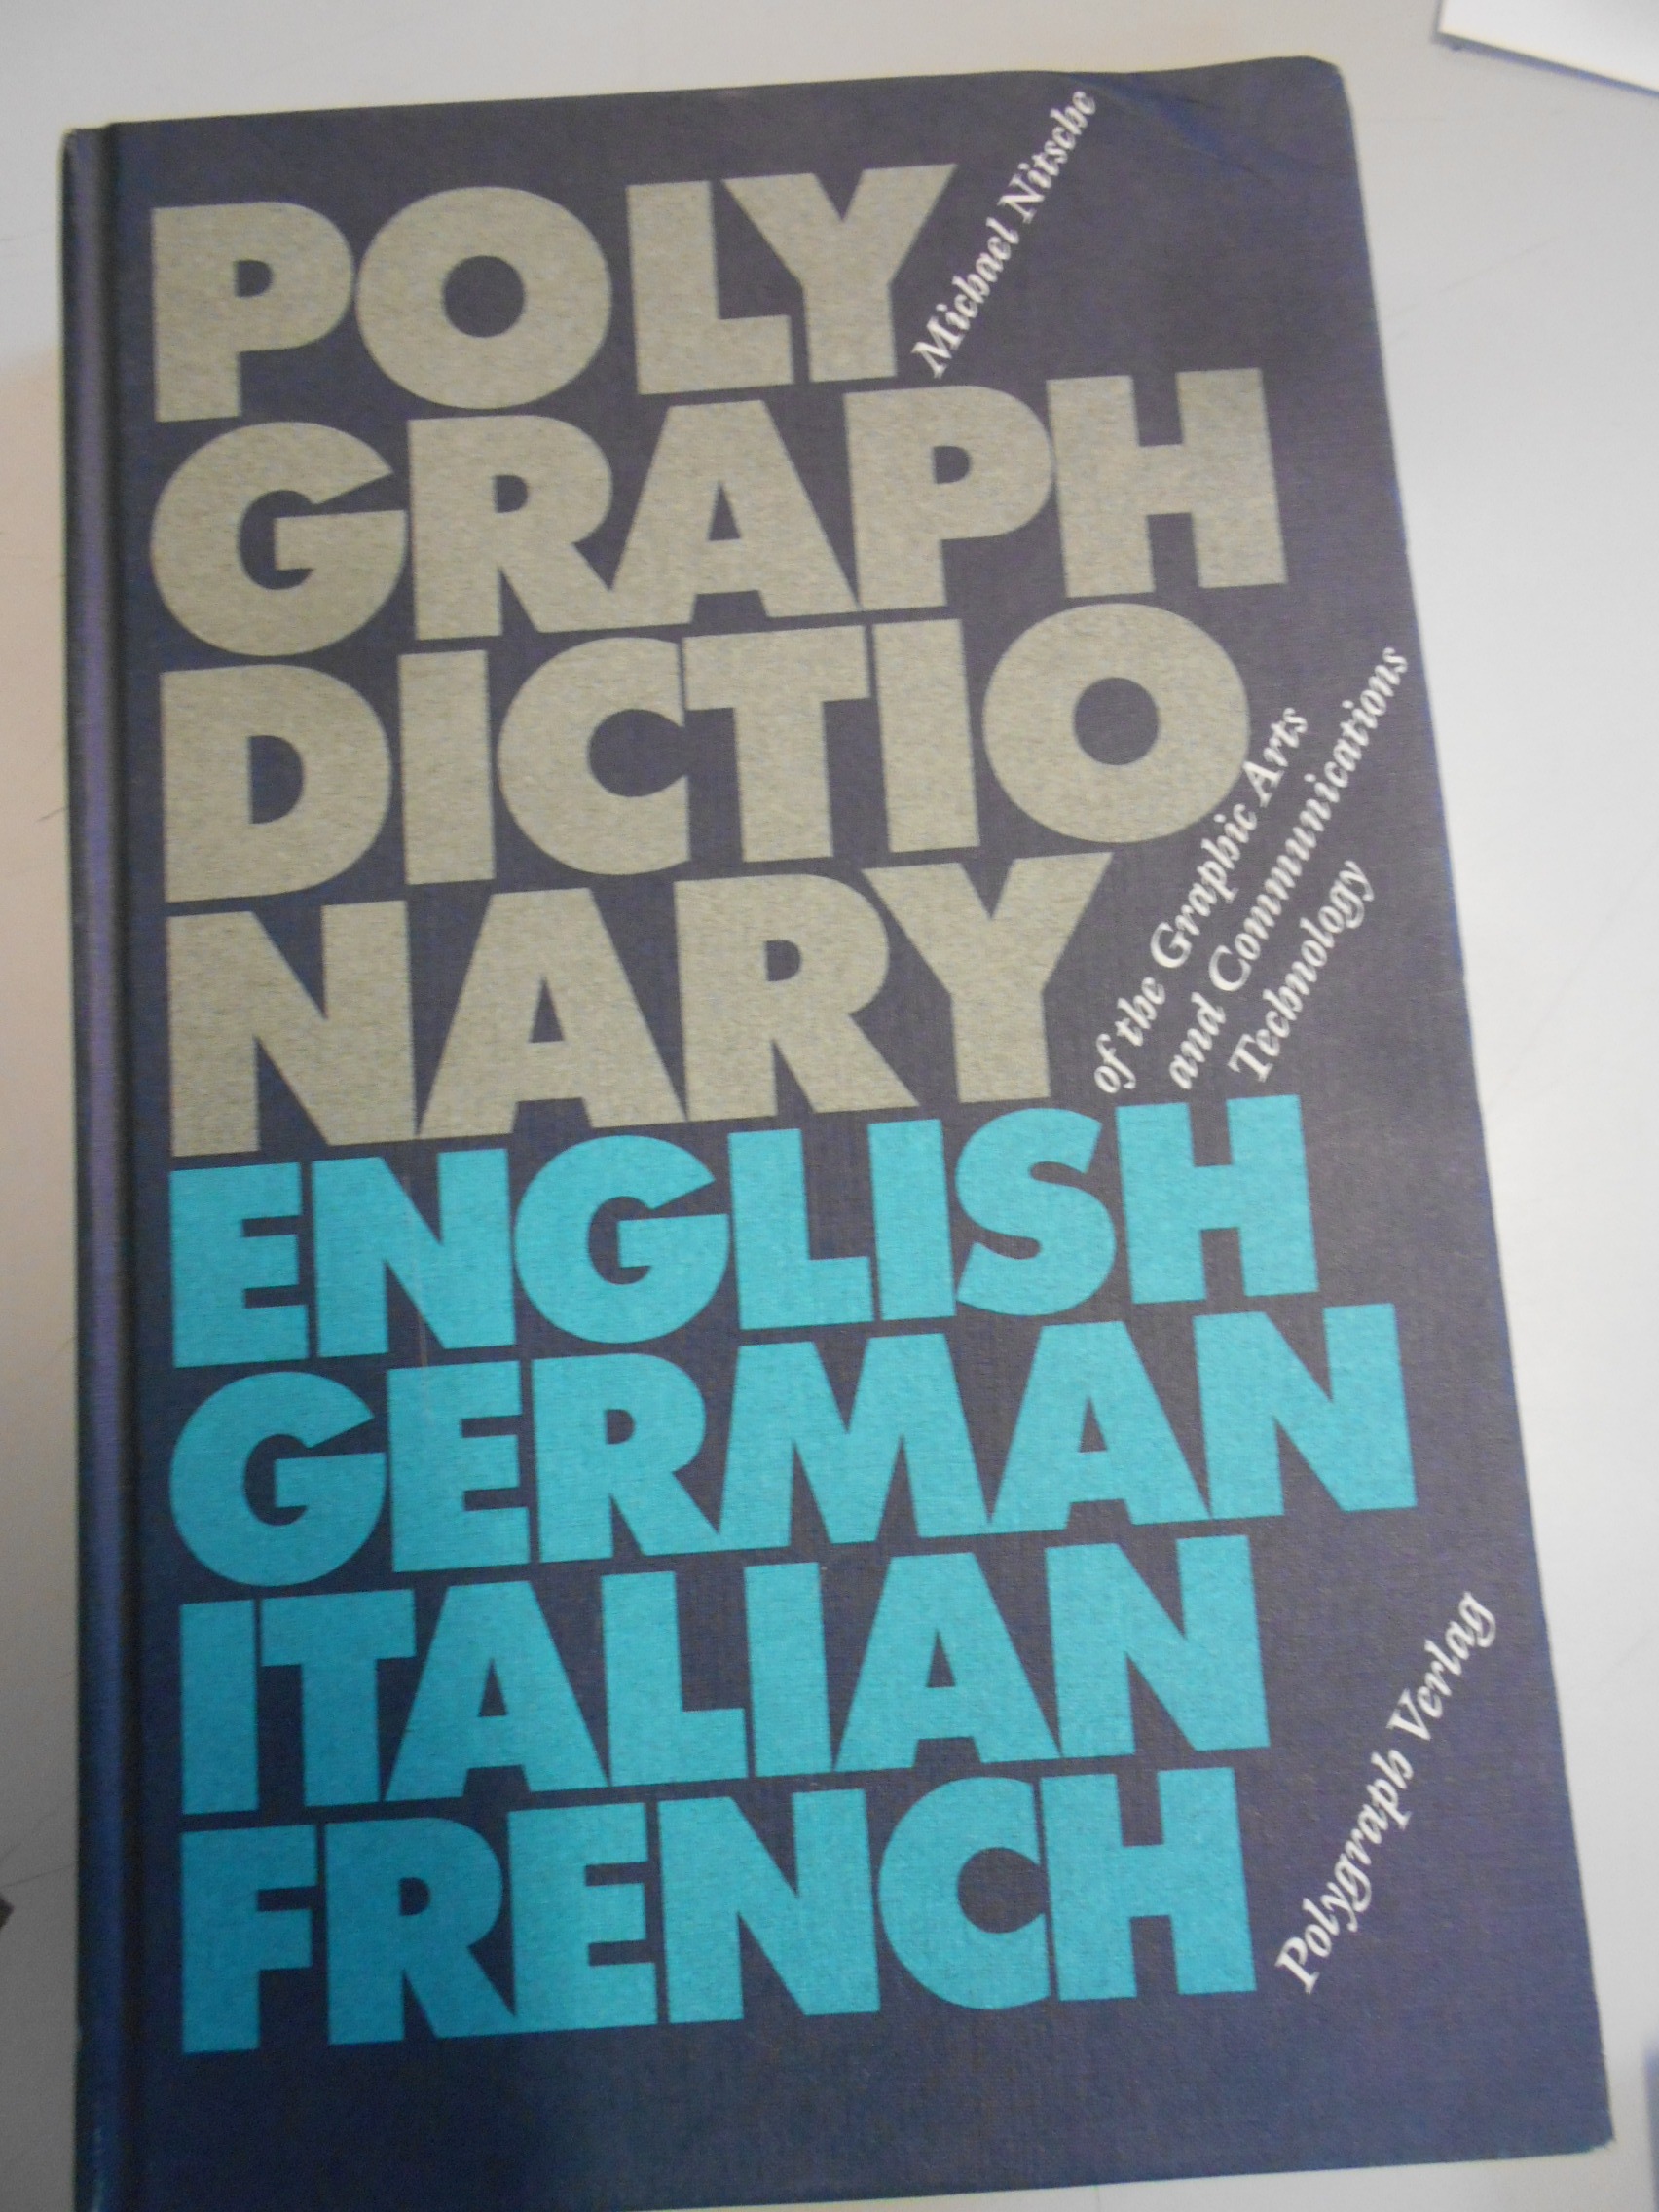 Michael Nitsche
POLY
GRAPH
DICTIO
NARY
of the Graphic Arts
and Communications
Technology
ENGLISH
GERMAN
ITALIAN
FRENCH
Polygraph Verlag